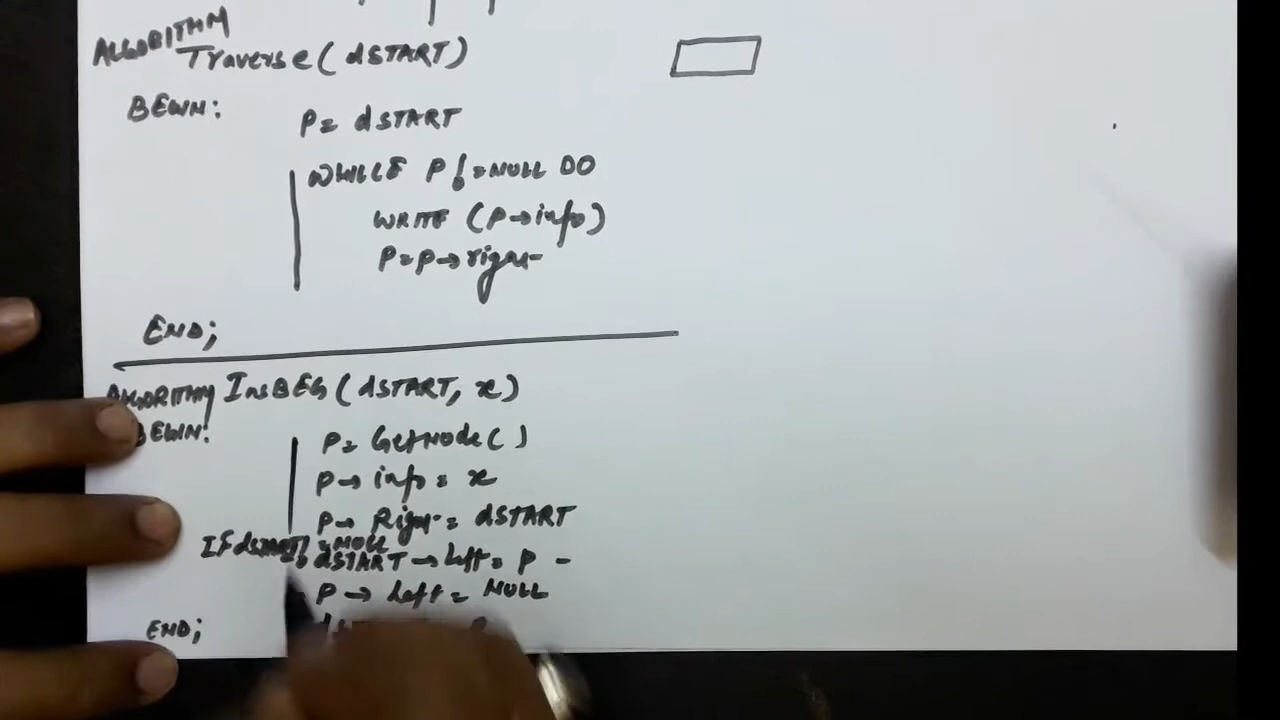 ALGORITHM
Traverse(dSTART)
BEGIN:
P= dSTART
WHILE P!=NULL DO
WRITE (P→info)
P=P→right
END;
ALGORITHM InsBEG(dSTART, x)
BEGIN:
P= GetNode()
P→info = x
P→Right = dSTART
IF dSTART!=NULL
dSTART→left= P
P→left= NULL
END;